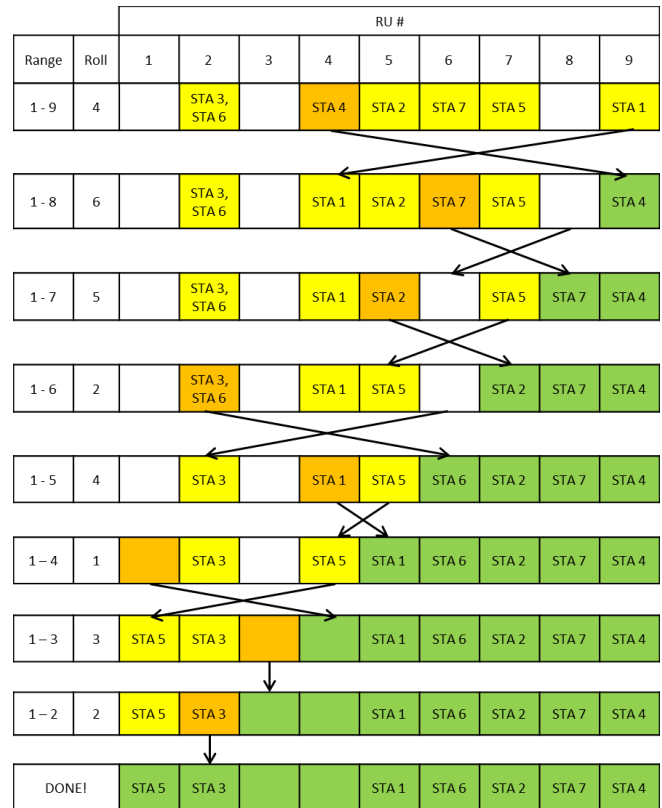 RU #
Range Roll 1 2 3 4 5 6 7 8 9
1 - 9 4 STA 3, STA 4 STA 2 STA 7 STA 5 STA 1
STA 6
1 - 8 6 STA 3, STA 1 STA 2 STA 7 STA 5 STA 4
STA 6
1 - 7 5 STA 3, STA 1 STA 2 STA 5 STA 7 STA 4
STA 6
1 - 6 2 STA 3, STA 1 STA 5 STA 2 STA 7 STA 4
STA 6
1 - 5 4 STA 3 STA 1 STA 5 STA 6 STA 2 STA 7 STA 4
1 – 4 1 STA 3 STA 5 STA 1 STA 6 STA 2 STA 7 STA 4
1 – 3 3 STA 5 STA 3 STA 1 STA 6 STA 2 STA 7 STA 4
1 – 2 2 STA 5 STA 3 STA 1 STA 6 STA 2 STA 7 STA 4
DONE! STA 5 STA 3 STA 1 STA 6 STA 2 STA 7 STA 4